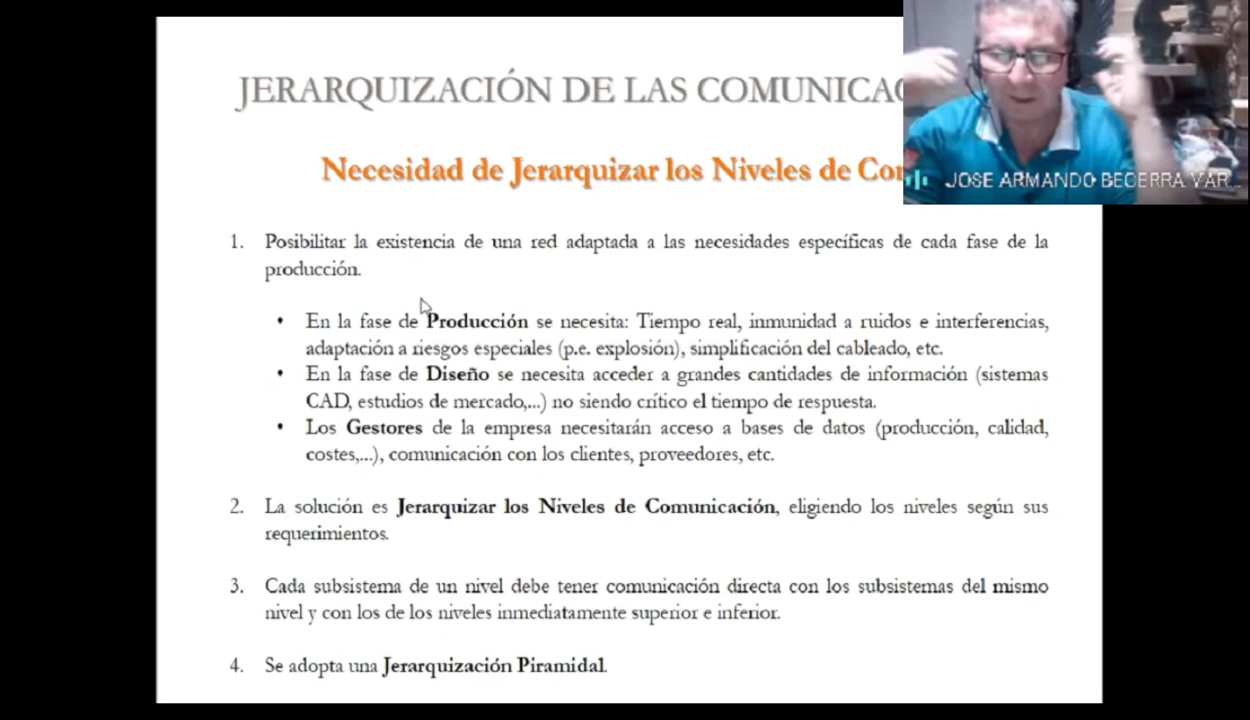 JERARQUIZACIÓN DE LAS COMUNICAC
Necesidad de Jerarquizar los Niveles de Co
JOSE ARMANDO BECERRA VAR...
1. Posibilitar la existencia de una red adaptada a las necesidades específicas de cada fase de la
producción.
• En la fase de Producción se necesita: Tiempo real, inmunidad a ruidos e interferencias,
adaptación a riesgos especiales (p.e. explosión), simplificación del cableado, etc.
• En la fase de Diseño se necesita acceder a grandes cantidades de información (sistemas
CAD, estudios de mercado,...) no siendo crítico el tiempo de respuesta.
• Los Gestores de la empresa necesitarán acceso a bases de datos (producción, calidad,
costes,...), comunicación con los clientes, proveedores, etc.
2. La solución es Jerarquizar los Niveles de Comunicación, eligiendo los niveles según sus
requerimientos.
3. Cada subsistema de un nivel debe tener comunicación directa con los subsistemas del mismo
nivel y con los de los niveles inmediatamente superior e inferior.
4. Se adopta una Jerarquización Piramidal.